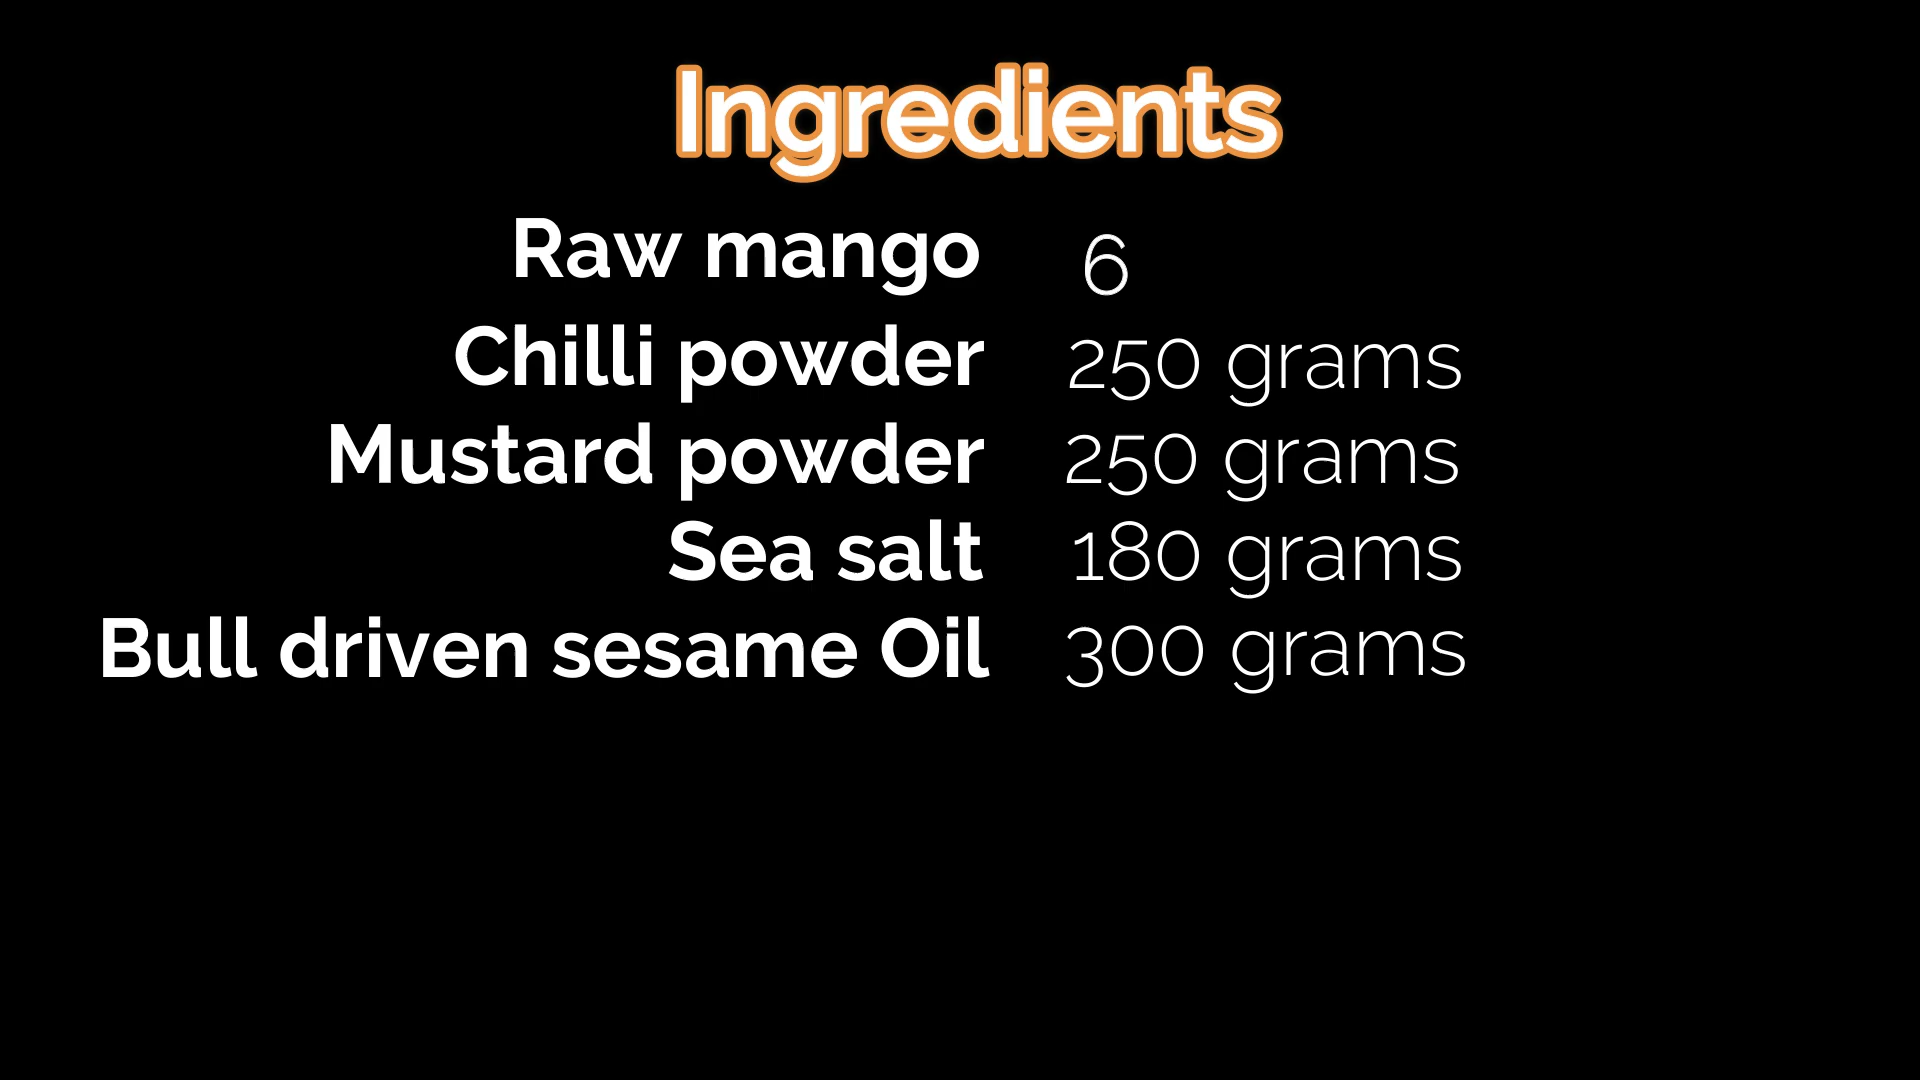 Ingredients
Raw mango 6
Chilli powder 250 grams
Mustard powder 250 grams
Sea salt 180 grams
Bull driven sesame Oil 300 grams